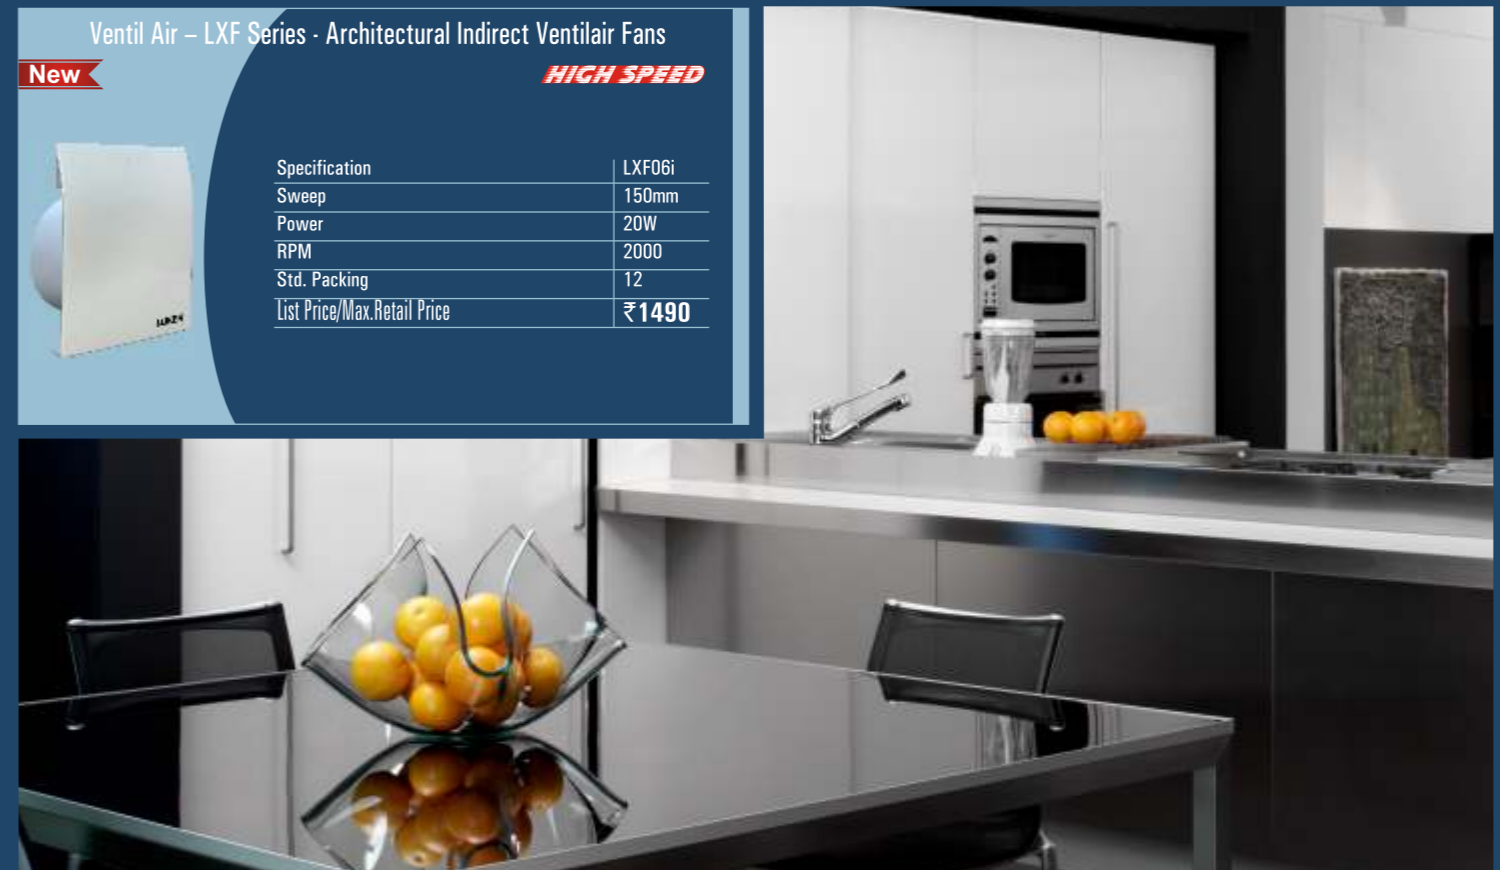 Ventil Air – LXF Series - Architectural Indirect Ventilair Fans
New
HIGH SPEED
Specification LXF06i
Sweep 150mm
Power 20W
RPM 2000
Std. Packing 12
List Price/Max.Retail Price ₹1490